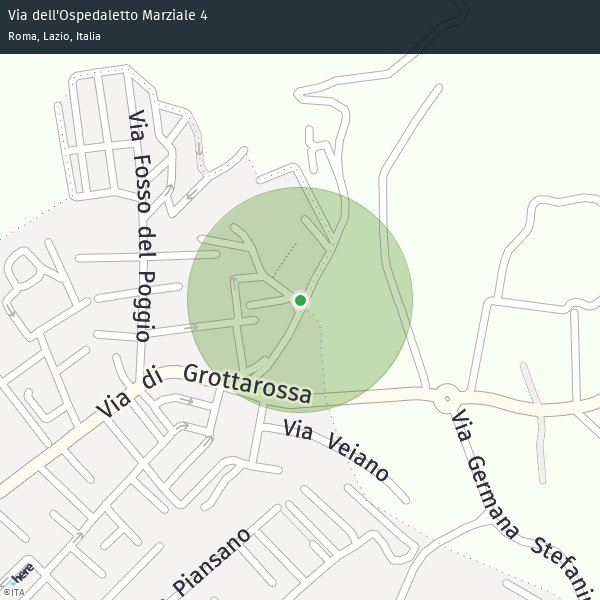 Via dell'Ospedaletto Marziale 4
Roma, Lazio, Italia
Via Fosso del Poggio
Via di Grottarossa
Via Veiano
Via Germana Stefani
Piansano
here
©ITA